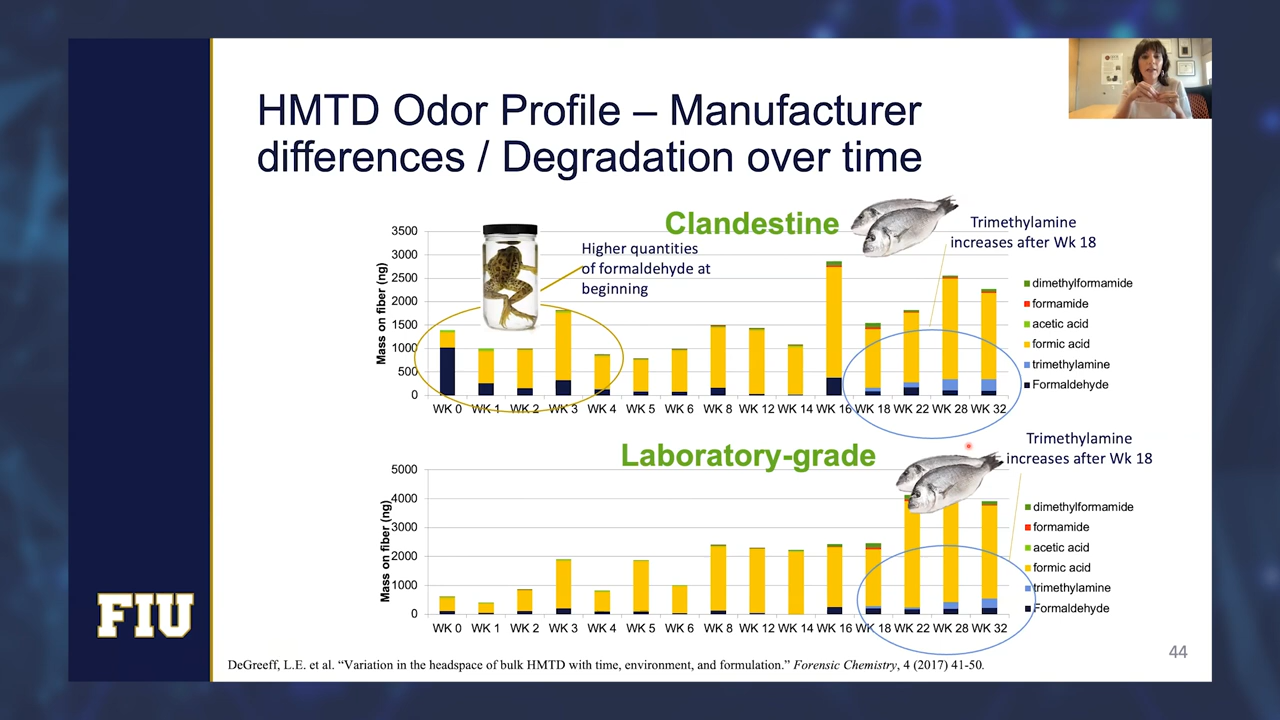 HMTD Odor Profile – Manufacturer
differences / Degradation over time
Clandestine
Trimethylamine
increases after Wk 18
Higher quantities
of formaldehyde at
beginning
Mass on fiber (ng)
3500
3000
2500
2000
1500
1000
500
0
WK 0 WK 1 WK 2 WK 3 WK 4 WK 5 WK 6 WK 8 WK 12 WK 14 WK 16 WK 18 WK 22 WK 28 WK 32
dimethylformamide
formamide
acetic acid
formic acid
trimethylamine
Formaldehyde
Laboratory-grade
Trimethylamine
increases after Wk 18
Mass on fiber (ng)
5000
4000
3000
2000
1000
0
WK 0 WK 1 WK 2 WK 3 WK 4 WK 5 WK 6 WK 8 WK 12 WK 14 WK 16 WK 18 WK 22 WK 28 WK 32
dimethylformamide
formamide
acetic acid
formic acid
trimethylamine
Formaldehyde
FIU
44
DeGreeff, L.E. et al. “Variation in the headspace of bulk HMTD with time, environment, and formulation.” Forensic Chemistry, 4 (2017) 41-50.